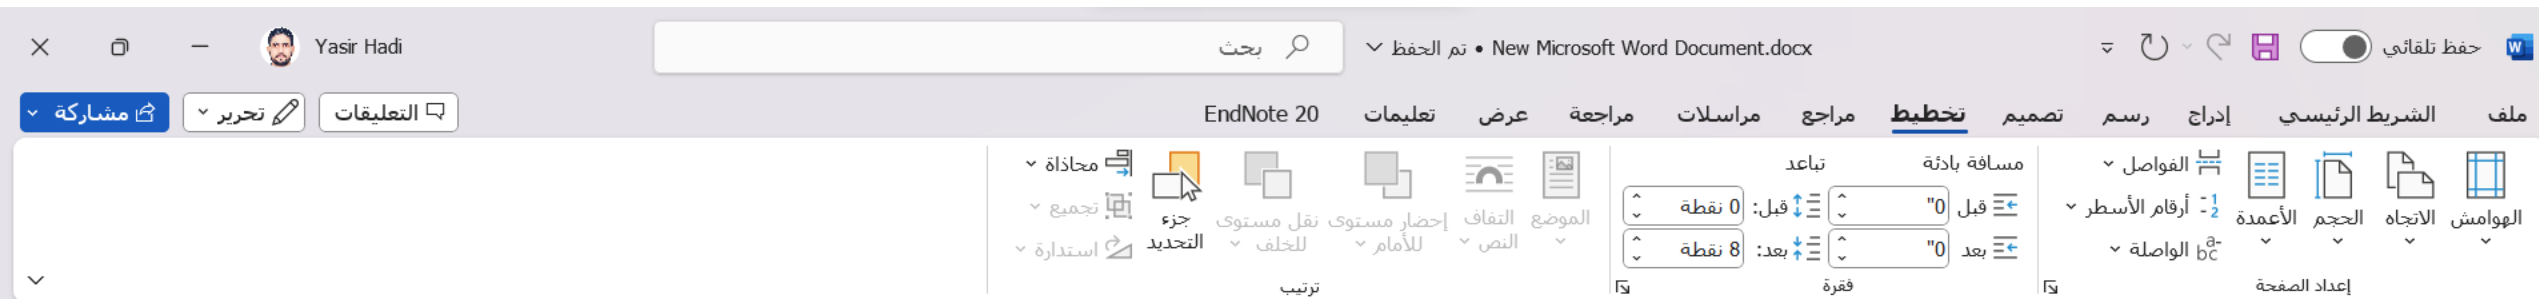 حفظ تلقائي New Microsoft Word Document.docx • تم الحفظ بحث Yasir Hadi
ملف الشريط الرئيسي إدراج رسم تصميم تخطيط مراجع مراسلات مراجعة عرض تعليمات EndNote 20 التعليقات تحرير مشاركة
الهوامش
الاتجاه
الحجم
الأعمدة
الفواصل
أرقام الأسطر
الواصلة
إعداد الصفحة
مسافة بادئة تباعد
قبل 0" قبل: 0 نقطة
بعد 0" بعد: 8 نقطة
فقرة
الموضع
التفاف
النص
إحضار مستوى
للأمام
نقل مستوى
للخلف
جزء
التحديد
محاذاة
تجميع
استدارة
ترتيب